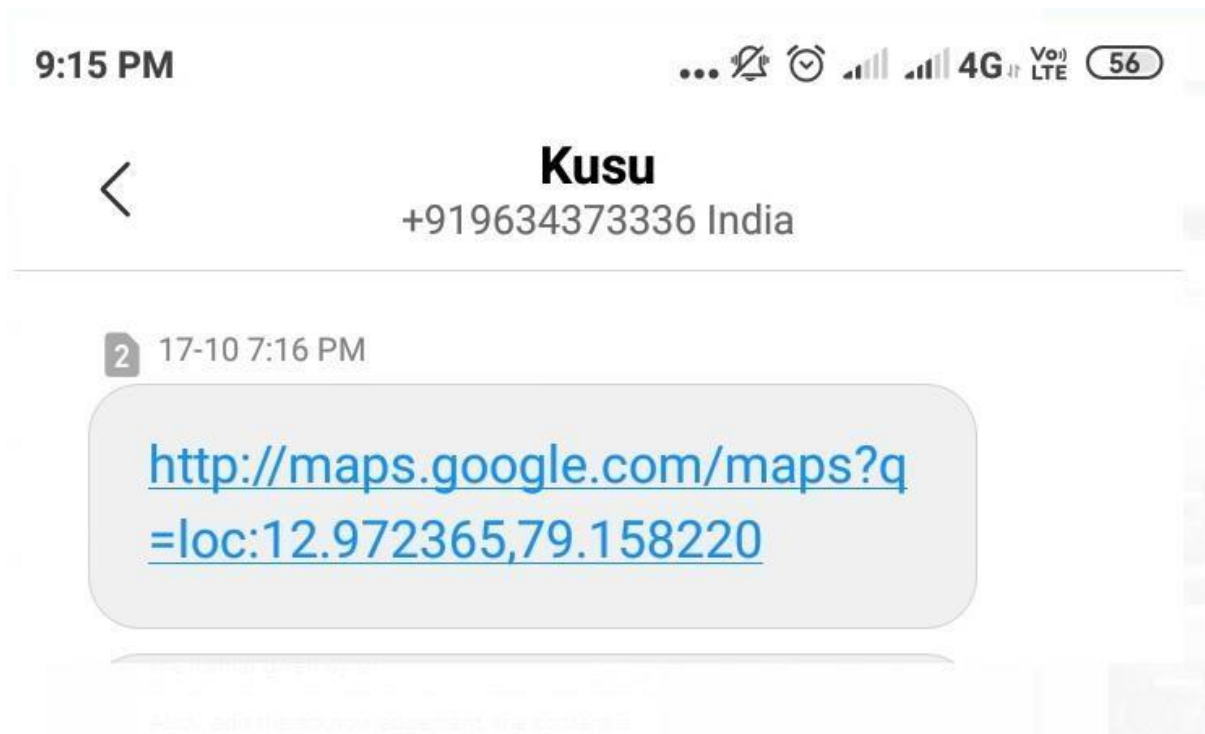 9:15 PM ... 4G Vo)) LTE 56
Kusu
+919634373336 India
2 17-10 7:16 PM
http://maps.google.com/maps?q
=loc:12.972365,79.158220